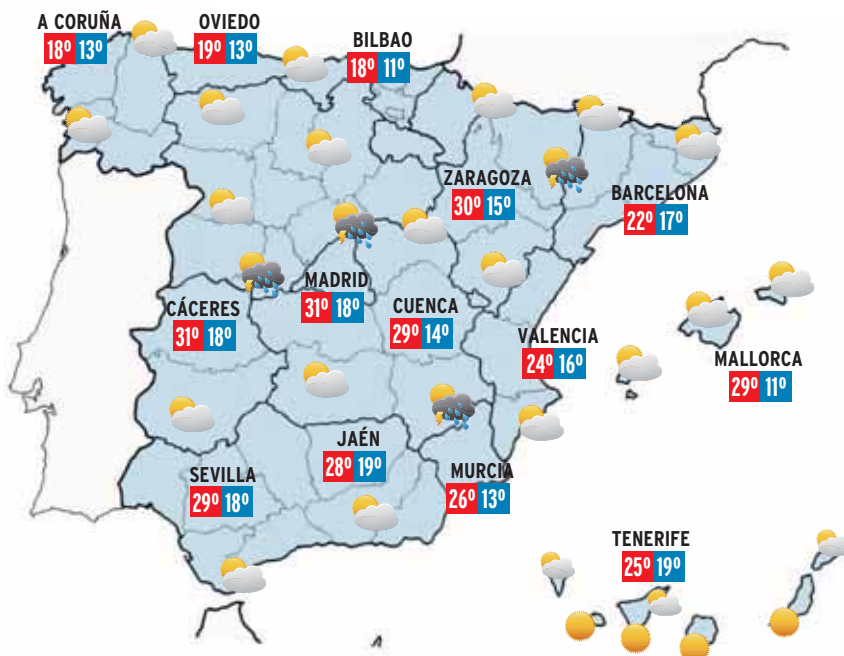 A CORUÑA
18º 13º
OVIEDO
19º 13º
BILBAO
18º 11º
ZARAGOZA
30º 15º
BARCELONA
22º 17º
MADRID
31º 18º
CÁCERES
31º 18º
CUENCA
29º 14º
VALENCIA
24º 16º
MALLORCA
29º 11º
JAÉN
28º 19º
SEVILLA
29º 18º
MURCIA
26º 13º
TENERIFE
25º 19º